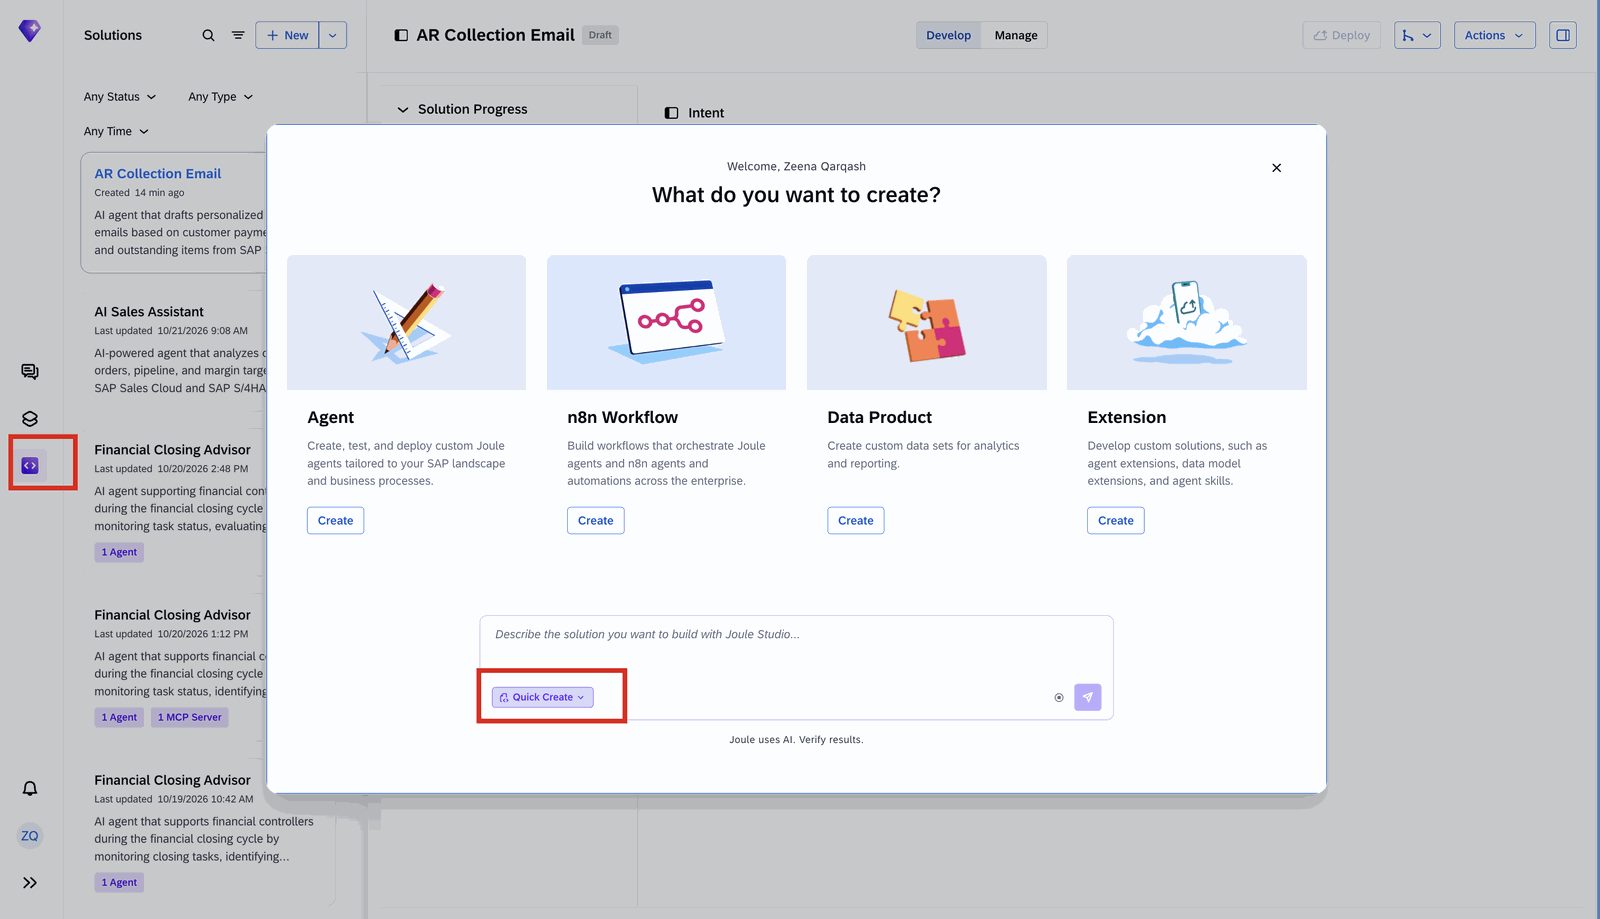 Solutions
New
AR Collection Email
Draft
Develop
Manage
Deploy
Actions
Any Status
Any Type
Any Time
Solution Progress
Intent
AR Collection Email
Created 14 min ago
AI agent that drafts personalized
emails based on customer payme
and outstanding items from SAP
AI Sales Assistant
Last updated 10/21/2026 9:08 AM
AI-powered agent that analyzes
orders, pipeline, and margin targe
SAP Sales Cloud and SAP S/4HA
Financial Closing Advisor
Last updated 10/20/2026 2:48 PM
AI agent supporting financial con
during the financial closing cycle
monitoring task status, evaluating
1 Agent
Financial Closing Advisor
Last updated 10/20/2026 1:12 PM
AI agent that supports financial c
during the financial closing cycle
monitoring task status, identifying
1 Agent
1 MCP Server
Financial Closing Advisor
Last updated 10/19/2026 10:42 AM
AI agent that supports financial controllers
during the financial closing cycle by
monitoring closing tasks, identifying...
1 Agent
ZQ
Welcome, Zeena Qarqash
What do you want to create?
Agent
Create, test, and deploy custom Joule
agents tailored to your SAP landscape
and business processes.
Create
n8n Workflow
Build workflows that orchestrate Joule
agents and n8n agents and
automations across the enterprise.
Create
Data Product
Create custom data sets for analytics
and reporting.
Create
Extension
Develop custom solutions, such as
agent extensions, data model
extensions, and agent skills.
Create
Describe the solution you want to build with Joule Studio...
Quick Create
Joule uses AI. Verify results.